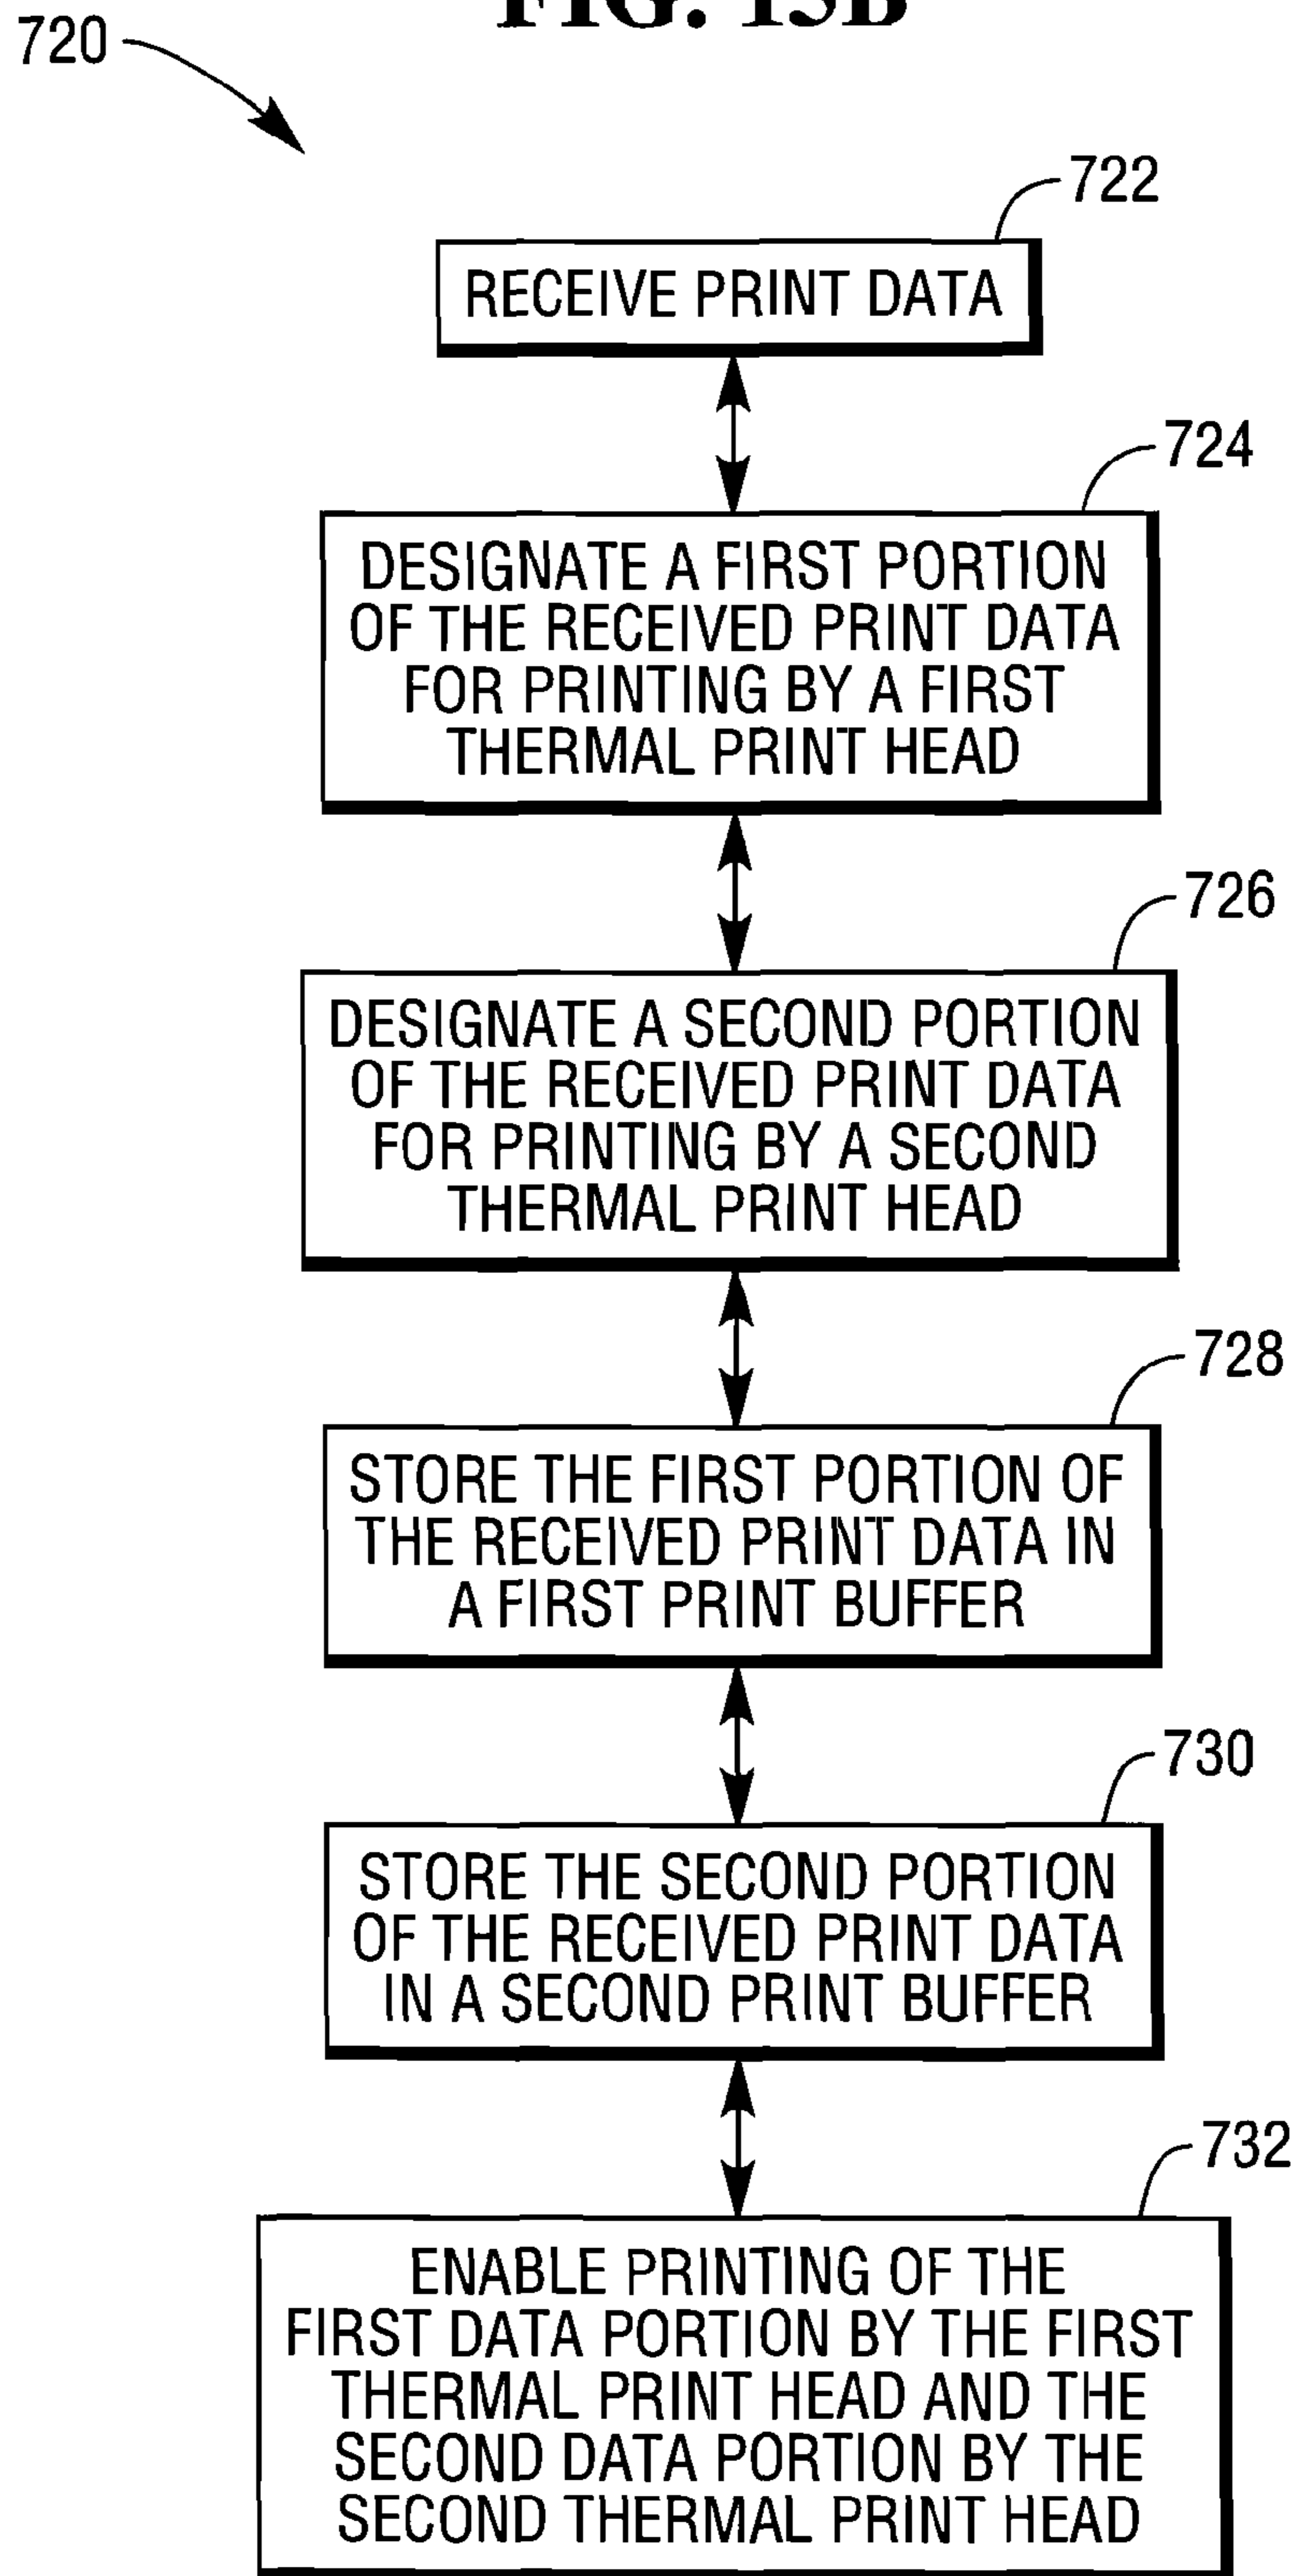 FIG. 13B
720
722
RECEIVE PRINT DATA
724
DESIGNATE A FIRST PORTION
OF THE RECEIVED PRINT DATA
FOR PRINTING BY A FIRST
THERMAL PRINT HEAD
726
DESIGNATE A SECOND PORTION
OF THE RECEIVED PRINT DATA
FOR PRINTING BY A SECOND
THERMAL PRINT HEAD
728
STORE THE FIRST PORTION OF
THE RECEIVED PRINT DATA IN
A FIRST PRINT BUFFER
730
STORE THE SECOND PORTION
OF THE RECEIVED PRINT DATA
IN A SECOND PRINT BUFFER
732
ENABLE PRINTING OF THE
FIRST DATA PORTION BY THE FIRST
THERMAL PRINT HEAD AND THE
SECOND DATA PORTION BY THE
SECOND THERMAL PRINT HEAD